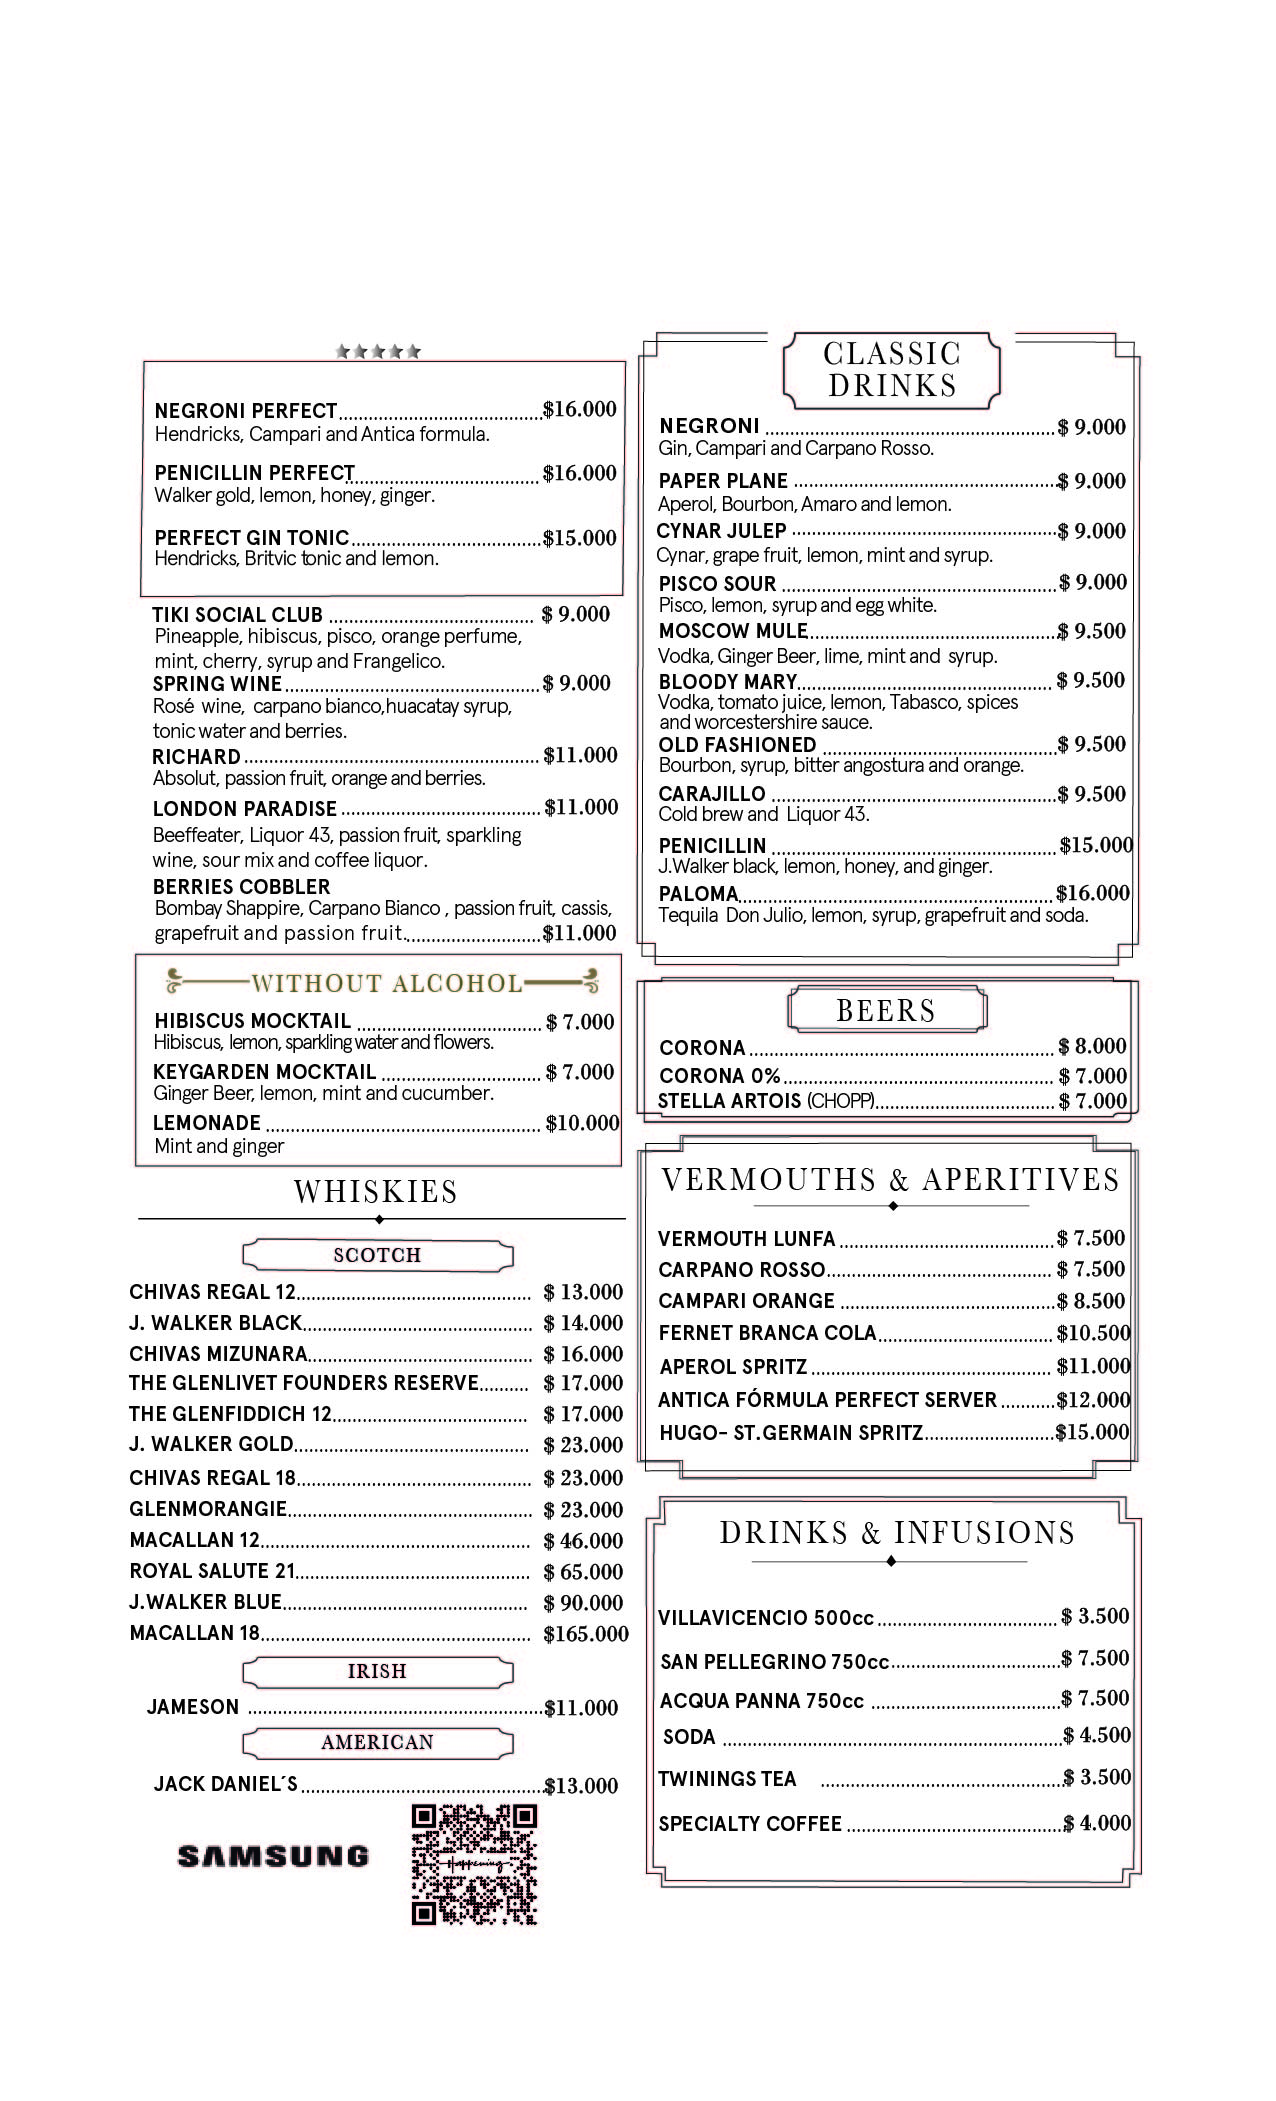 NEGRONI PERFECT $16.000
Hendricks, Campari and Antica formula.
PENICILLIN PERFECT $16.000
Walker gold, lemon, honey, ginger.
PERFECT GIN TONIC $15.000
Hendricks, Britvic tonic and lemon.
TIKI SOCIAL CLUB $ 9.000
Pineapple, hibiscus, pisco, orange perfume,
mint, cherry, syrup and Frangelico.
SPRING WINE $ 9.000
Rosé wine, carpano bianco,huacatay syrup,
tonic water and berries.
RICHARD $11.000
Absolut, passion fruit, orange and berries.
LONDON PARADISE $11.000
Beeffeater, Liquor 43, passion fruit, sparkling
wine, sour mix and coffee liquor.
BERRIES COBBLER
Bombay Shappire, Carpano Bianco , passion fruit, cassis,
grapefruit and passion fruit. $11.000
WITHOUT ALCOHOL
HIBISCUS MOCKTAIL $ 7.000
Hibiscus, lemon, sparkling water and flowers.
KEYGARDEN MOCKTAIL $ 7.000
Ginger Beer, lemon, mint and cucumber.
LEMONADE $10.000
Mint and ginger
WHISKIES
SCOTCH
CHIVAS REGAL 12 $ 13.000
J. WALKER BLACK $ 14.000
CHIVAS MIZUNARA $ 16.000
THE GLENLIVET FOUNDERS RESERVE $ 17.000
THE GLENFIDDICH 12 $ 17.000
J. WALKER GOLD $ 23.000
CHIVAS REGAL 18 $ 23.000
GLENMORANGIE $ 23.000
MACALLAN 12 $ 46.000
ROYAL SALUTE 21 $ 65.000
J.WALKER BLUE $ 90.000
MACALLAN 18 $165.000
IRISH
JAMESON $11.000
AMERICAN
JACK DANIEL´S $13.000
SAMSUNG
Happening
CLASSIC
DRINKS
NEGRONI $ 9.000
Gin, Campari and Carpano Rosso.
PAPER PLANE $ 9.000
Aperol, Bourbon, Amaro and lemon.
CYNAR JULEP $ 9.000
Cynar, grape fruit, lemon, mint and syrup.
PISCO SOUR $ 9.000
Pisco, lemon, syrup and egg white.
MOSCOW MULE $ 9.500
Vodka, Ginger Beer, lime, mint and syrup.
BLOODY MARY $ 9.500
Vodka, tomato juice, lemon, Tabasco, spices
and worcestershire sauce.
OLD FASHIONED $ 9.500
Bourbon, syrup, bitter angostura and orange.
CARAJILLO $ 9.500
Cold brew and Liquor 43.
PENICILLIN $15.000
J.Walker black, lemon, honey, and ginger.
PALOMA $16.000
Tequila Don Julio, lemon, syrup, grapefruit and soda.
BEERS
CORONA $ 8.000
CORONA 0% $ 7.000
STELLA ARTOIS (CHOPP) $ 7.000
VERMOUTHS & APERITIVES
VERMOUTH LUNFA $ 7.500
CARPANO ROSSO $ 7.500
CAMPARI ORANGE $ 8.500
FERNET BRANCA COLA $10.500
APEROL SPRITZ $11.000
ANTICA FÓRMULA PERFECT SERVER $12.000
HUGO- ST.GERMAIN SPRITZ $15.000
DRINKS & INFUSIONS
VILLAVICENCIO 500cc $ 3.500
SAN PELLEGRINO 750cc $ 7.500
ACQUA PANNA 750cc $ 7.500
SODA $ 4.500
TWININGS TEA $ 3.500
SPECIALTY COFFEE $ 4.000